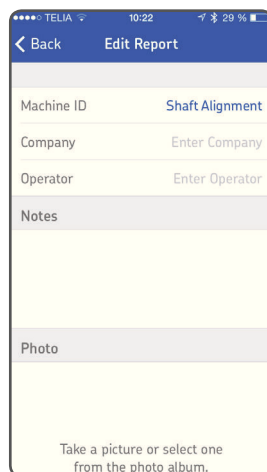 TELIA 10:22 29 %
Back Edit Report
Machine ID Shaft Alignment
Company Enter Company
Operator Enter Operator
Notes
Photo
Take a picture or select one
from the photo album.